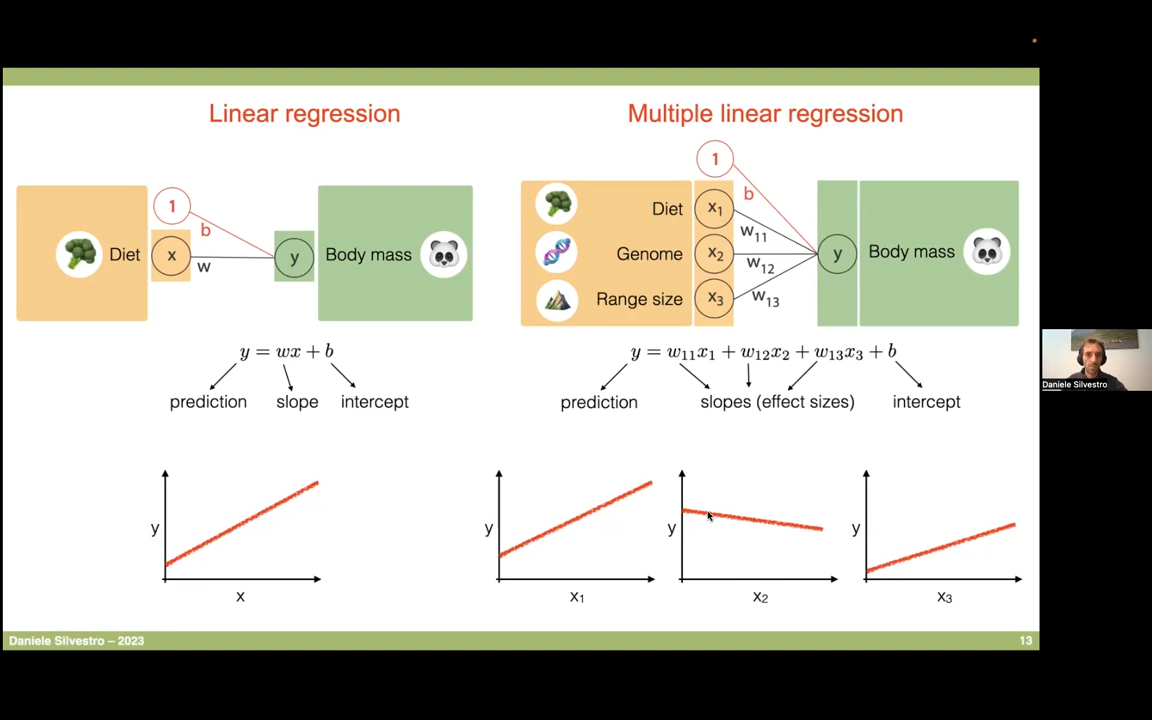 Linear regression
1
b
Diet
x
w
y
Body mass
y = wx + b
prediction
slope
intercept
y
x
Multiple linear regression
1
b
Diet
x₁
w₁₁
Genome
x₂
w₁₂
y
Body mass
Range size
x₃
w₁₃
y = w₁₁x₁ + w₁₂x₂ + w₁₃x₃ + b
prediction
slopes (effect sizes)
intercept
y
x₁
y
x₂
y
x₃
Daniele Silvestro – 2023
13
Daniele Silvestro